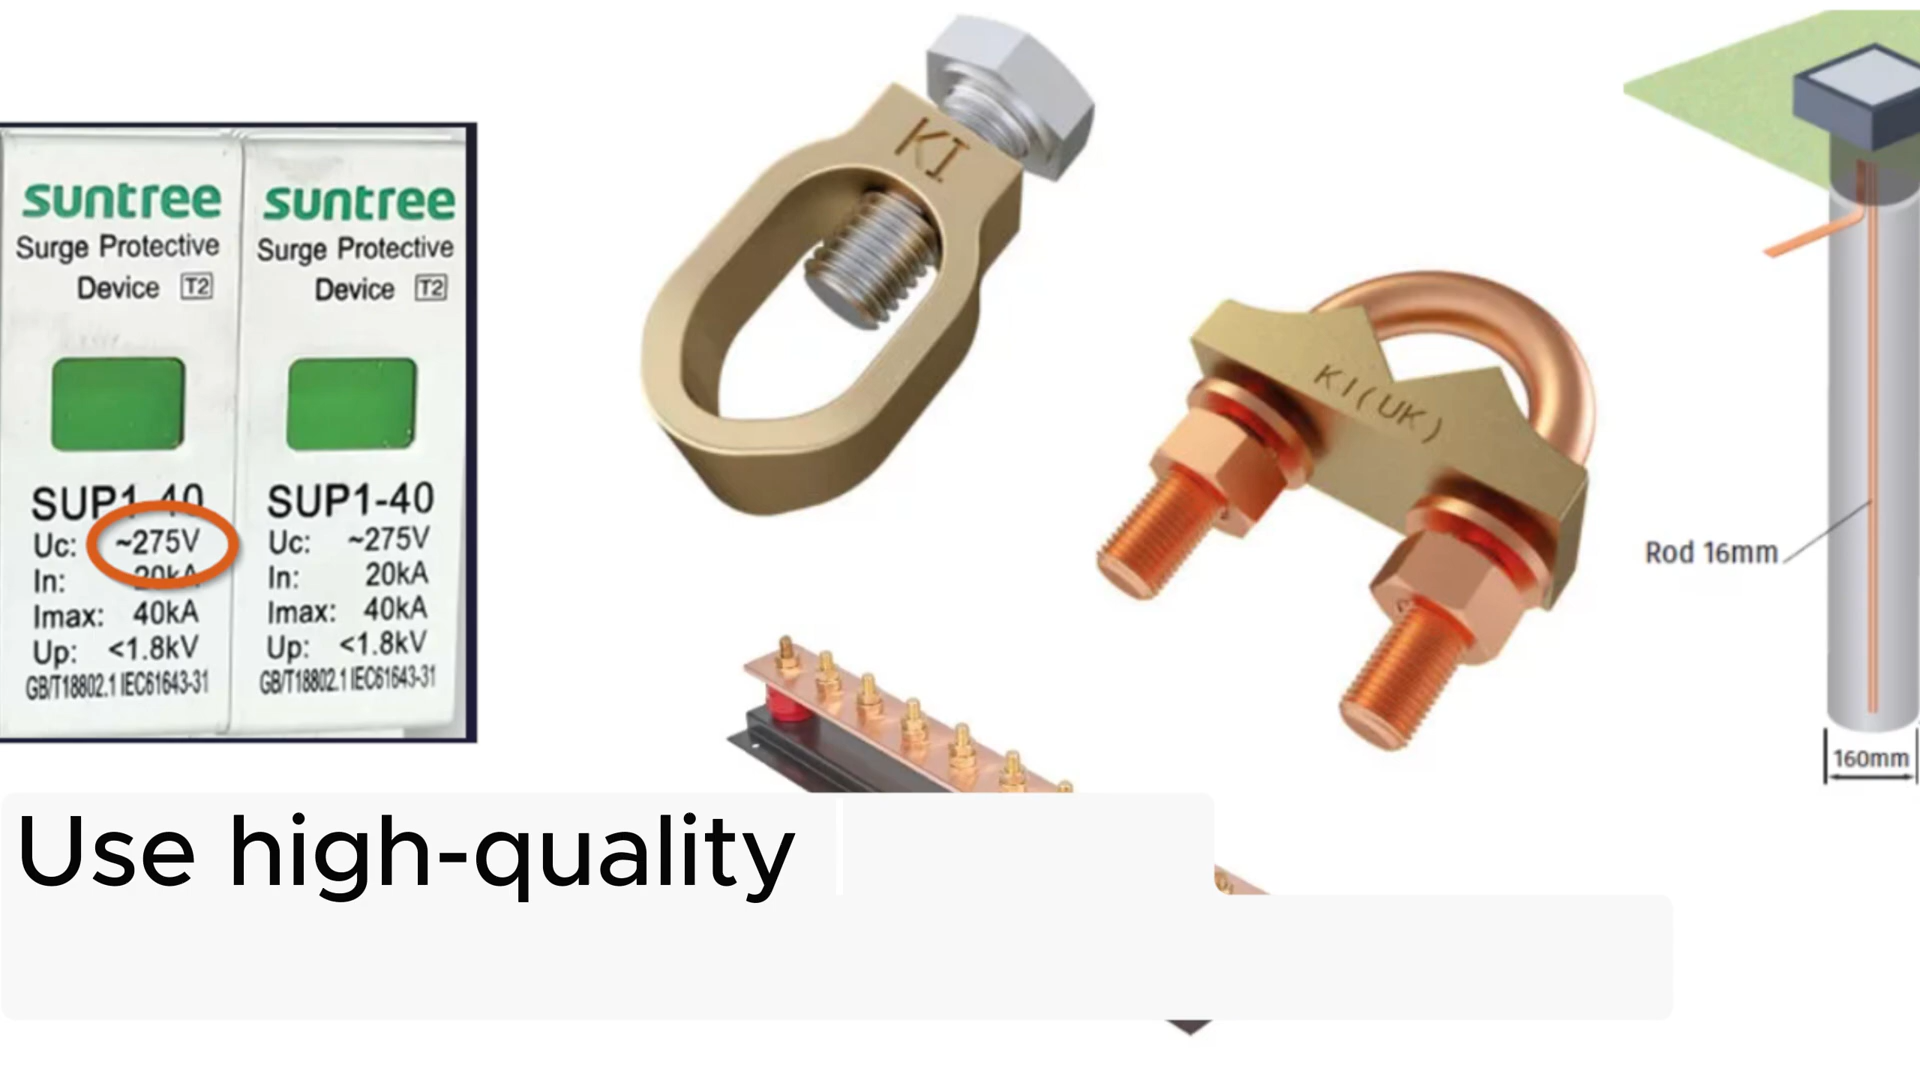 suntree
Surge Protective
Device T2
SUP1-40
Uc: ~275V
In: 20kA
Imax: 40kA
Up: <1.8kV
GB/T18802.1 IEC61643-31
suntree
Surge Protective
Device T2
SUP1-40
Uc: ~275V
In: 20kA
Imax: 40kA
Up: <1.8kV
GB/T18802.1 IEC61643-31
KI
KI(UK)
Rod 16mm
160mm
Use high-quality